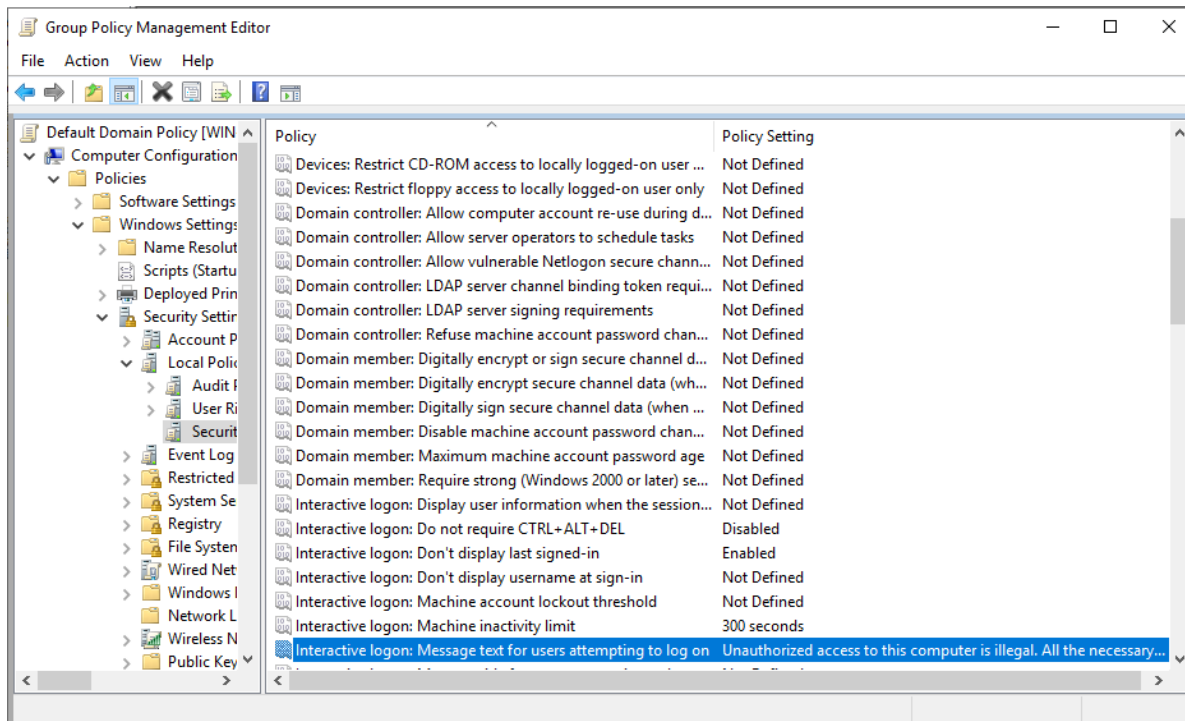 Group Policy Management Editor
File Action View Help
Default Domain Policy [WIN
Computer Configuration
Policies
Software Settings
Windows Settings
Name Resolut
Scripts (Startu
Deployed Prin
Security Settin
Account P
Local Polic
Audit P
User Ri
Securit
Event Log
Restricted
System Se
Registry
File System
Wired Net
Windows
Network L
Wireless N
Public Key
Policy Policy Setting
Devices: Restrict CD-ROM access to locally logged-on user ... Not Defined
Devices: Restrict floppy access to locally logged-on user only Not Defined
Domain controller: Allow computer account re-use during d... Not Defined
Domain controller: Allow server operators to schedule tasks Not Defined
Domain controller: Allow vulnerable Netlogon secure chann... Not Defined
Domain controller: LDAP server channel binding token requi... Not Defined
Domain controller: LDAP server signing requirements Not Defined
Domain controller: Refuse machine account password chan... Not Defined
Domain member: Digitally encrypt or sign secure channel d... Not Defined
Domain member: Digitally encrypt secure channel data (wh... Not Defined
Domain member: Digitally sign secure channel data (when ... Not Defined
Domain member: Disable machine account password chan... Not Defined
Domain member: Maximum machine account password age Not Defined
Domain member: Require strong (Windows 2000 or later) se... Not Defined
Interactive logon: Display user information when the session... Not Defined
Interactive logon: Do not require CTRL+ALT+DEL Disabled
Interactive logon: Don't display last signed-in Enabled
Interactive logon: Don't display username at sign-in Not Defined
Interactive logon: Machine account lockout threshold Not Defined
Interactive logon: Machine inactivity limit 300 seconds
Interactive logon: Message text for users attempting to log on Unauthorized access to this computer is illegal. All the necessary...